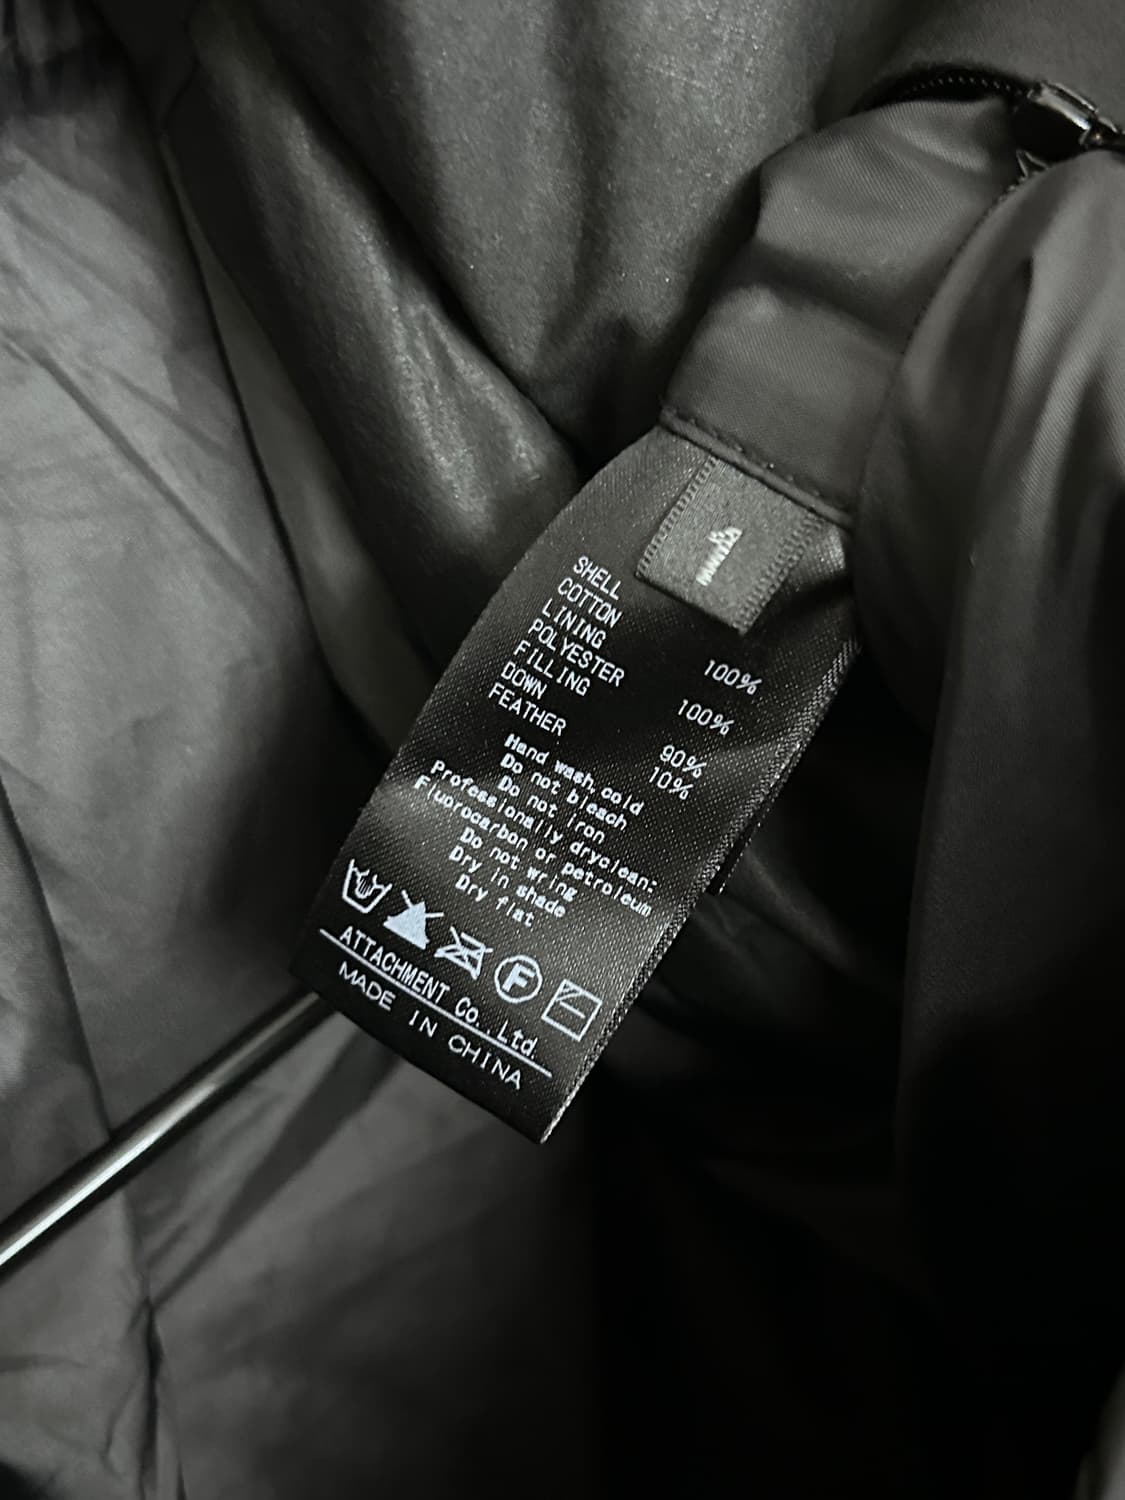 1
SHELL
COTTON 100%
LINING
POLYESTER 100%
FILLING
DOWN 90%
FEATHER 10%
Hand wash, cold
Do not bleach
Do not iron
Professionally dryclean:
Fluorocarbon or petroleum
Do not wring
Dry in shade
Dry flat
F
ATTACHMENT Co. Ltd.
MADE IN CHINA